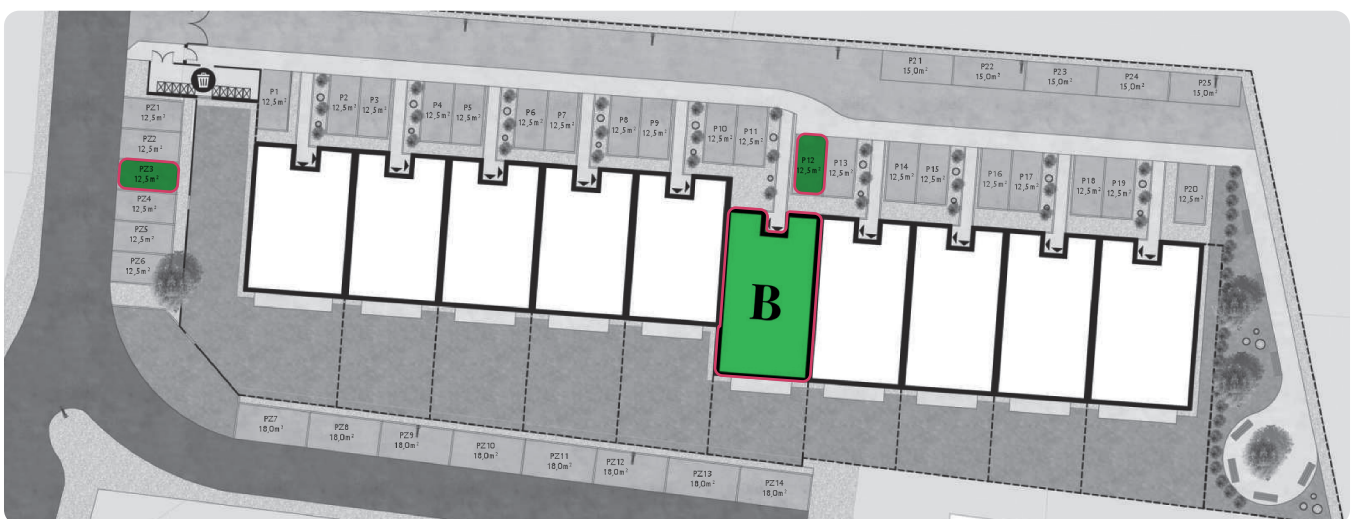 P21
15,0m²
P22
15,0m²
P23
15,0m²
P24
15,0m²
P25
15,0m²
P1
12,5m²
P2
12,5m²
P3
12,5m²
P4
12,5m²
P5
12,5m²
P6
12,5m²
P7
12,5m²
P8
12,5m²
P9
12,5m²
P10
12,5m²
P11
12,5m²
P12
12,5m²
P13
12,5m²
P14
12,5m²
P15
12,5m²
P16
12,5m²
P17
12,5m²
P18
12,5m²
P19
12,5m²
P20
12,5m²
PZ1
12,5m²
PZ2
12,5m²
PZ3
12,5m²
PZ4
12,5m²
PZ5
12,5m²
PZ6
12,5m²
B
PZ7
18,0m²
PZ8
18,0m²
PZ9
18,0m²
PZ10
18,0m²
PZ11
18,0m²
PZ12
18,0m²
PZ13
18,0m²
PZ14
18,0m²